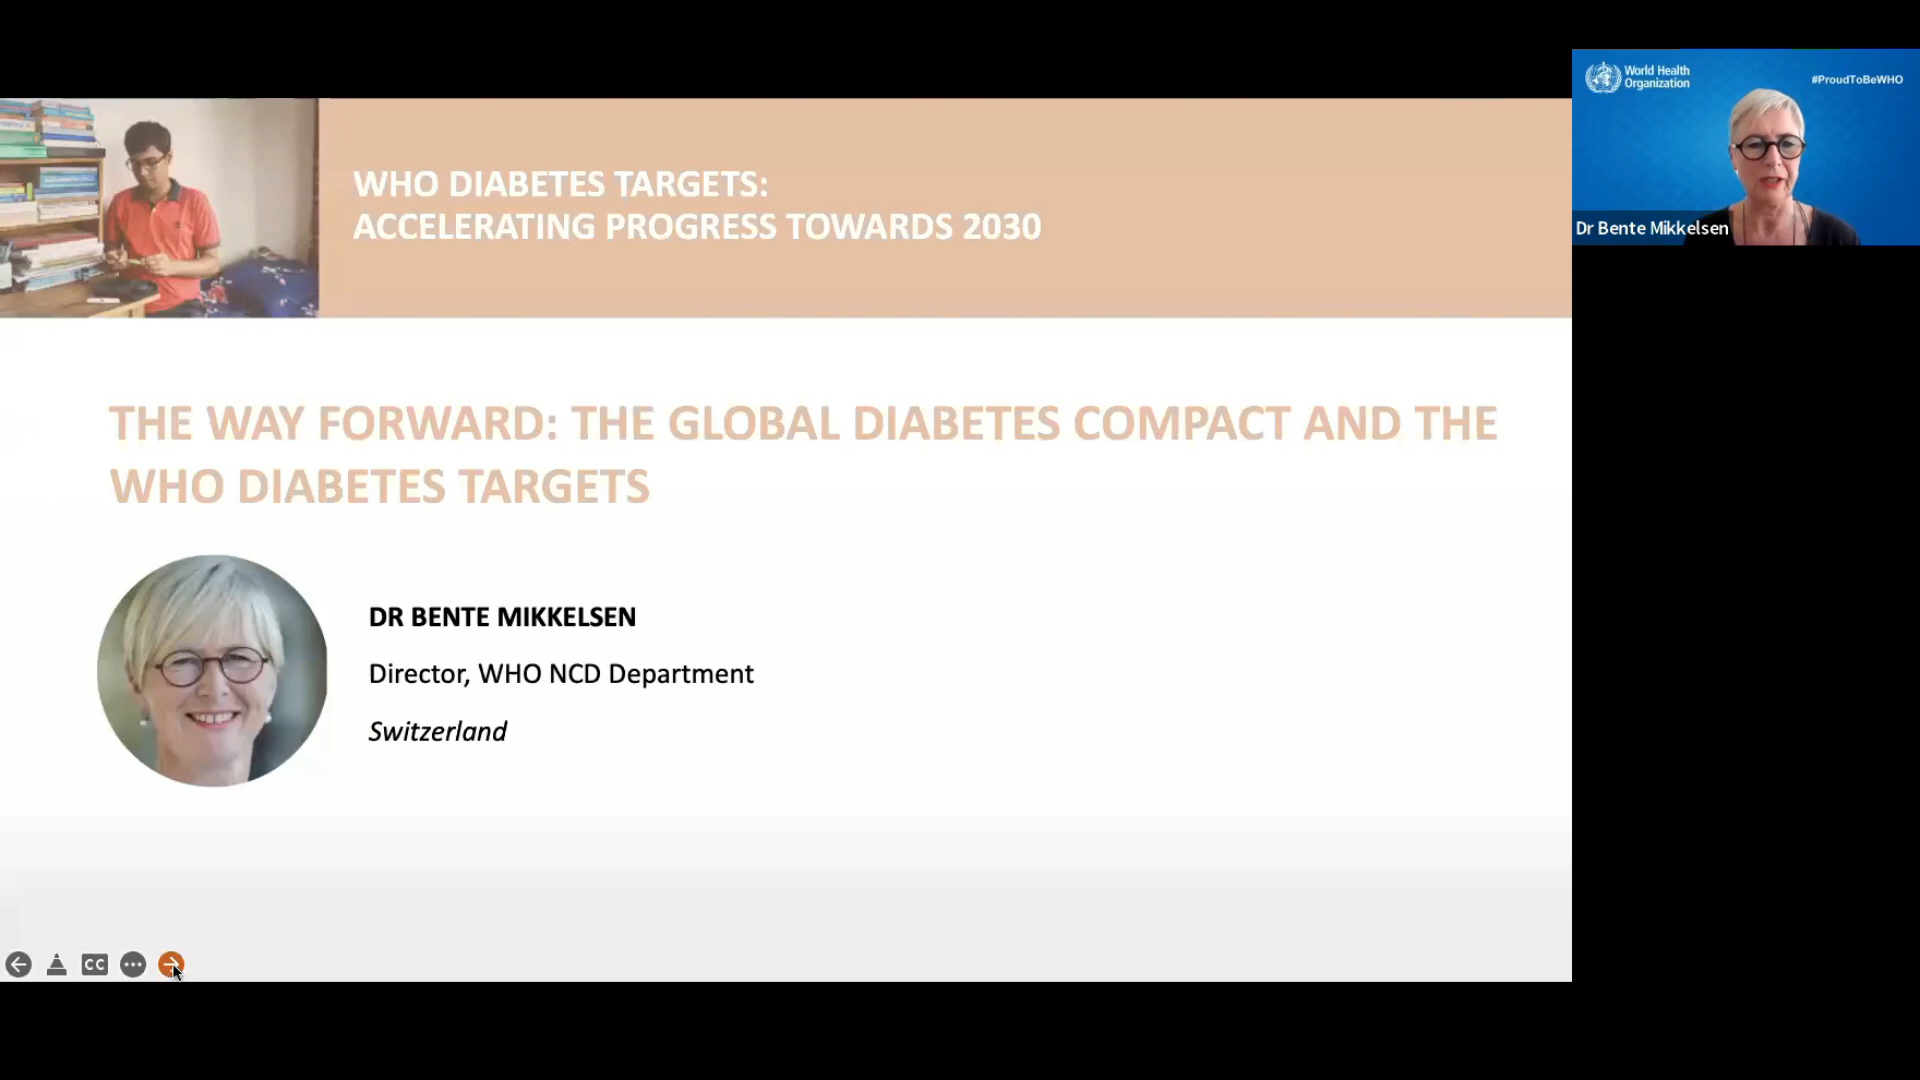 WHO DIABETES TARGETS:
ACCELERATING PROGRESS TOWARDS 2030
World Health
Organization
#ProudToBeWHO
Dr Bente Mikkelsen
THE WAY FORWARD: THE GLOBAL DIABETES COMPACT AND THE
WHO DIABETES TARGETS
DR BENTE MIKKELSEN
Director, WHO NCD Department
Switzerland
CC